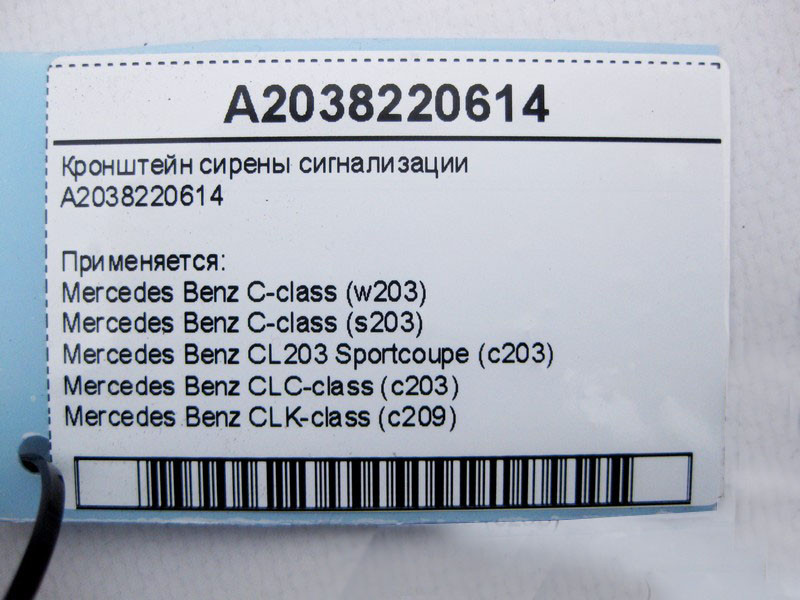 A2038220614
Кронштейн сирены сигнализации
A2038220614
Применяется:
Mercedes Benz C-class (w203)
Mercedes Benz C-class (s203)
Mercedes Benz CL203 Sportcoupe (c203)
Mercedes Benz CLC-class (c203)
Mercedes Benz CLK-class (c209)